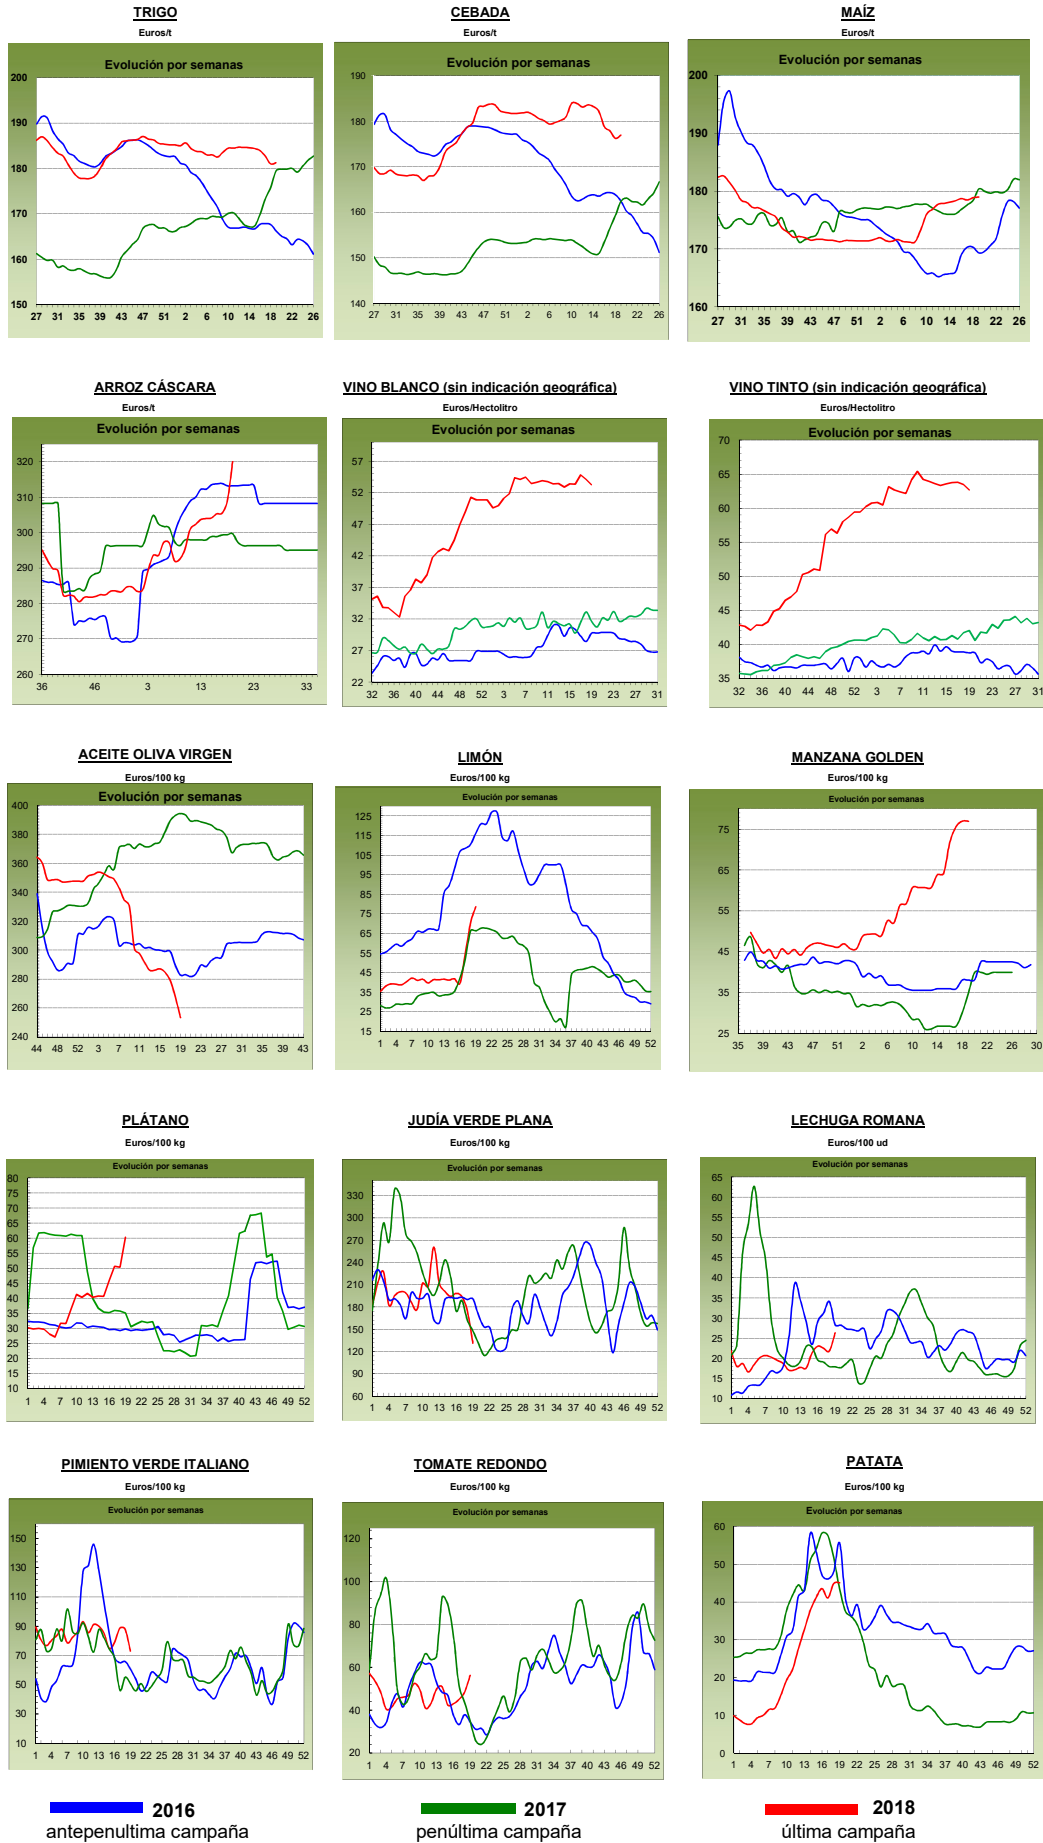 TRIGO
Euros/t
Evolución por semanas
200
190
180
170
160
150
27 31 35 39 43 47 51 2 6 10 14 18 22 26
CEBADA
Euros/t
Evolución por semanas
190
180
170
160
150
140
27 31 35 39 43 47 51 2 6 10 14 18 22 26
MAÍZ
Euros/t
Evolución por semanas
200
190
180
170
160
27 31 35 39 43 47 51 2 6 10 14 18 22 26
ARROZ CÁSCARA
Euros/t
Evolución por semanas
320
310
300
290
280
270
260
36 46 3 13 23 33
VINO BLANCO (sin indicación geográfica)
Euros/Hectolitro
Evolución por semanas
57
52
47
42
37
32
27
22
32 36 40 44 48 52 3 7 11 15 19 23 27 31
VINO TINTO (sin indicación geográfica)
Euros/Hectolitro
Evolución por semanas
70
65
60
55
50
45
40
35
32 36 40 44 48 52 3 7 11 15 19 23 27 31
ACEITE OLIVA VIRGEN
Euros/100 kg
Evolución por semanas
400
380
360
340
320
300
280
260
240
44 48 52 3 7 11 15 19 23 27 31 35 39 43
LIMÓN
Euros/100 kg
Evolución por semanas
125
115
105
95
85
75
65
55
45
35
25
15
1 4 7 10 13 16 19 22 25 28 31 34 37 40 43 46 49 52
MANZANA GOLDEN
Euros/100 kg
Evolución por semanas
75
65
55
45
35
25
35 39 43 47 51 2 6 10 14 18 22 26 30
PLÁTANO
Euros/100 kg
Evolución por semanas
80
75
70
65
60
55
50
45
40
35
30
25
20
15
10
1 4 7 10 13 16 19 22 25 28 31 34 37 40 43 46 49 52
JUDÍA VERDE PLANA
Euros/100 kg
Evolución por semanas
330
300
270
240
210
180
150
120
90
60
1 4 7 10 13 16 19 22 25 28 31 34 37 40 43 46 49 52
LECHUGA ROMANA
Euros/100 ud
Evolución por semanas
65
60
55
50
45
40
35
30
25
20
15
10
1 4 7 10 13 16 19 22 25 28 31 34 37 40 43 46 49 52
PIMIENTO VERDE ITALIANO
Euros/100 kg
Evolución por semanas
150
130
110
90
70
50
30
10
1 4 7 10 13 16 19 22 25 28 31 34 37 40 43 46 49 52
TOMATE REDONDO
Euros/100 kg
Evolución por semanas
120
100
80
60
40
20
1 4 7 10 13 16 19 22 25 28 31 34 37 40 43 46 49 52
PATATA
Euros/100 kg
Evolución por semanas
60
50
40
30
20
10
0
1 4 7 10 13 16 19 22 25 28 31 34 37 40 43 46 49 52
2016
antepenultima campaña
2017
penúltima campaña
2018
última campaña